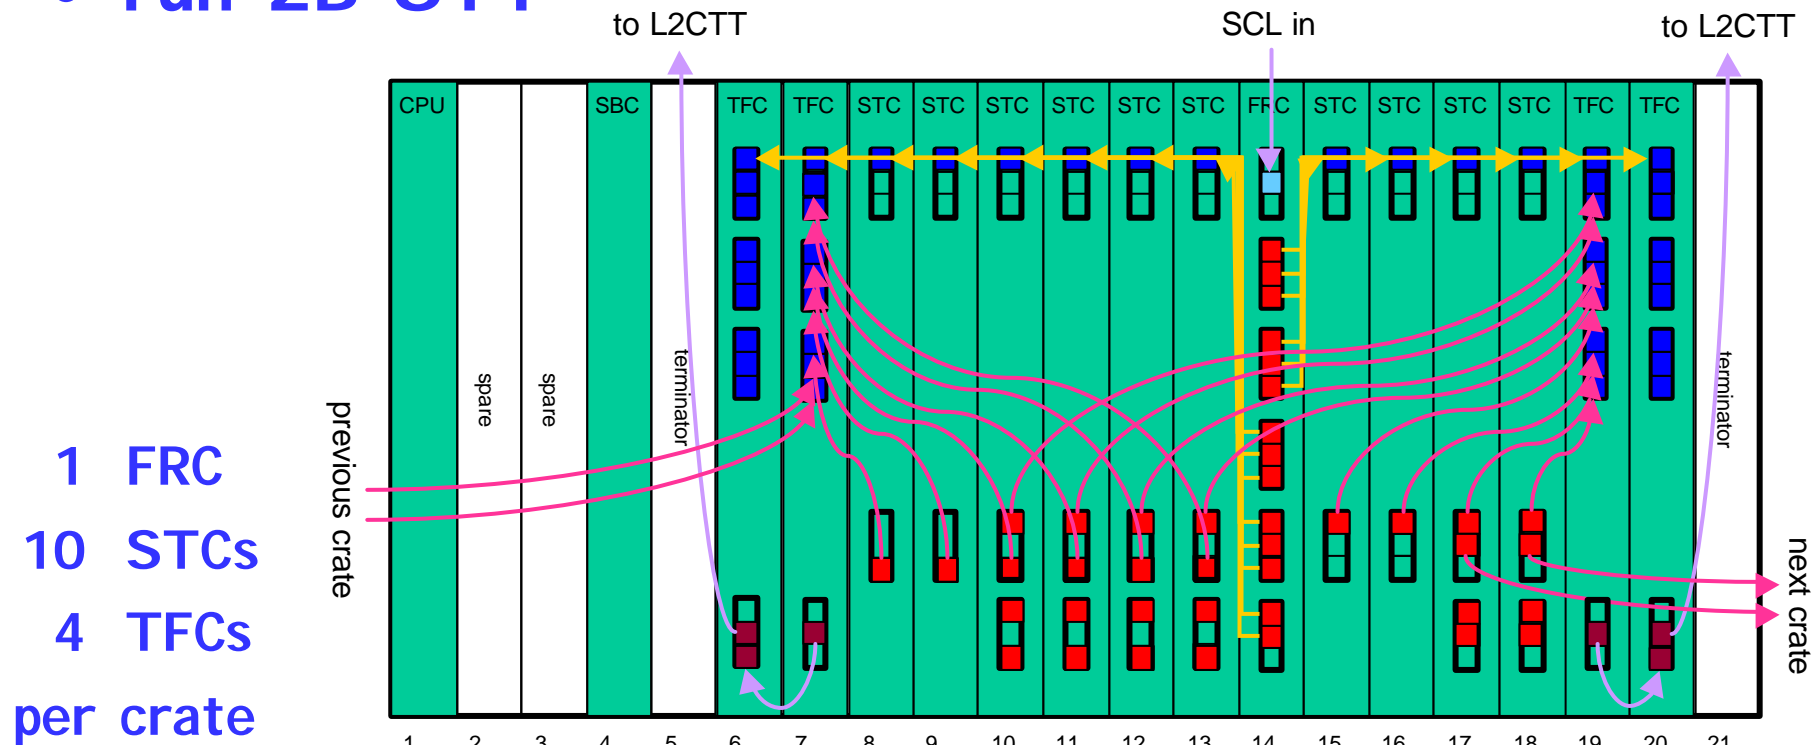 to L2CTT
SCL in
to L2CTT
CPU
SBC
TFC
TFC
STC
STC
STC
STC
STC
STC
FRC
STC
STC
STC
STC
TFC
TFC
spare
spare
terminator
terminator
previous crate
next crate
1 FRC
10 STCs
4 TFCs
per crate
1 2 3 4 5 6 7 8 9 10 11 12 13 14 15 16 17 18 19 20 21